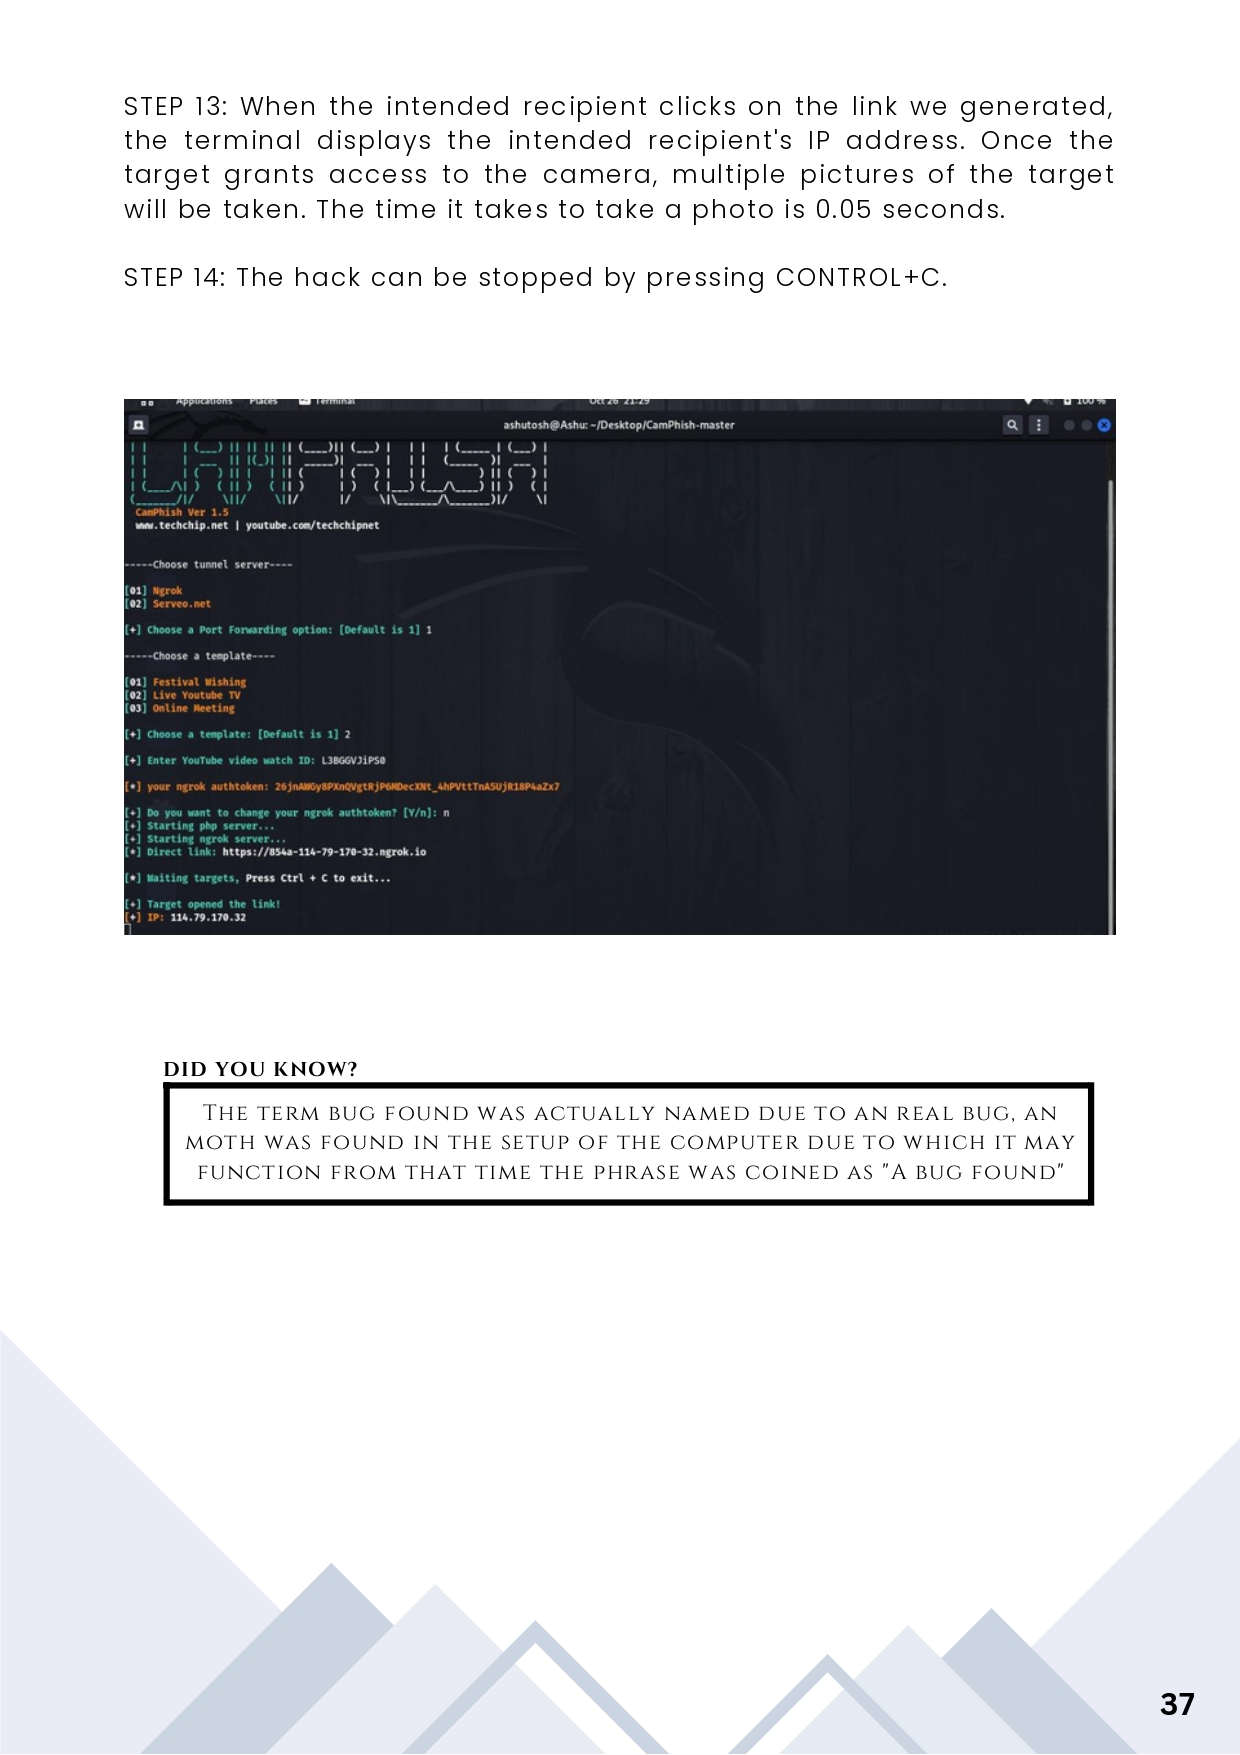 STEP 13: When the intended recipient clicks on the link we generated,
the terminal displays the intended recipient's IP address. Once the
target grants access to the camera, multiple pictures of the target
will be taken. The time it takes to take a photo is 0.05 seconds.
STEP 14: The hack can be stopped by pressing CONTROL+C.
Applications Places Terminal Oct 26 21:29 100 %
ashutosh@Ashu: ~/Desktop/CamPhish-master
CAMPHISH
CamPhish Ver 1.5
www.techchip.net | youtube.com/techchipnet
-----Choose tunnel server----
[01] Ngrok
[02] Serveo.net
[+] Choose a Port Forwarding option: [Default is 1] 1
-----Choose a template----
[01] Festival Wishing
[02] Live Youtube TV
[03] Online Meeting
[+] Choose a template: [Default is 1] 2
[+] Enter YouTube video watch ID: L3BGGVJiPS0
[*] your ngrok authtoken:
[+] Do you want to change your ngrok authtoken? [Y/n]: n
[+] Starting php server...
[+] Starting ngrok server...
[*] Direct link: https://854a-114-79-170-32.ngrok.io
[*] Waiting targets, Press Ctrl + C to exit...
[+] Target opened the link!
[+] IP: 114.79.170.32
DID YOU KNOW?
THE TERM BUG FOUND WAS ACTUALLY NAMED DUE TO AN REAL BUG, AN
MOTH WAS FOUND IN THE SETUP OF THE COMPUTER DUE TO WHICH IT MAY
FUNCTION FROM THAT TIME THE PHRASE WAS COINED AS "A BUG FOUND"
37